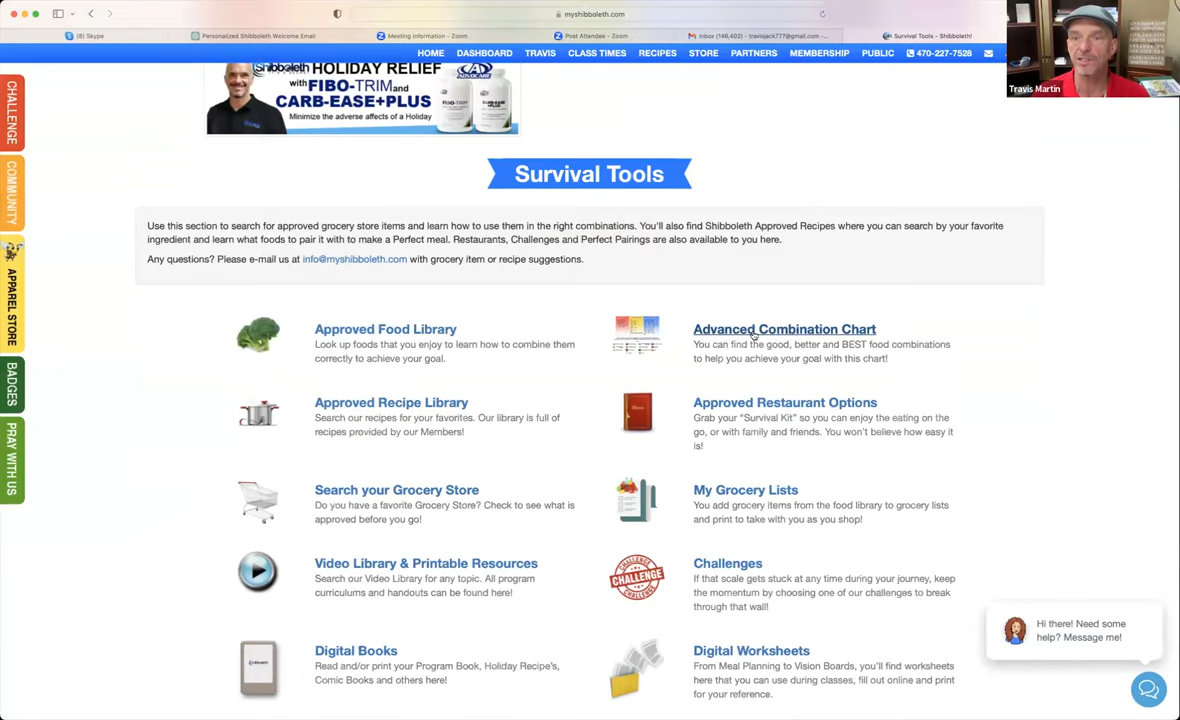 myshibboleth.com
(8) Skype
Personalized Shibboleth Welcome Email
Meeting Information - Zoom
Post Attendee - Zoom
Inbox (146,402) - travisjack777@gmail.com -...
Survival Tools - Shibboleth!
HOME DASHBOARD TRAVIS CLASS TIMES RECIPES STORE PARTNERS MEMBERSHIP PUBLIC 470-227-7528
Travis Martin
CHALLENGE
COMMUNITY
APPAREL STORE
BADGES
PRAY WITH US
Shibboleth HOLIDAY RELIEF
with FIBO-TRIM and
CARB-EASE+PLUS
Minimize the adverse affects of a Holiday
ADVOCARE
Survival Tools
Use this section to search for approved grocery store items and learn how to use them in the right combinations. You'll also find Shibboleth Approved Recipes where you can search by your favorite
ingredient and learn what foods to pair it with to make a Perfect meal. Restaurants, Challenges and Perfect Pairings are also available to you here.
Any questions? Please e-mail us at info@myshibboleth.com with grocery item or recipe suggestions.
Approved Food Library
Look up foods that you enjoy to learn how to combine them
correctly to achieve your goal.
Advanced Combination Chart
You can find the good, better and BEST food combinations
to help you achieve your goal with this chart!
Approved Recipe Library
Search our recipes for your favorites. Our library is full of
recipes provided by our Members!
Approved Restaurant Options
Grab your “Survival Kit” so you can enjoy the eating on the
go, or with family and friends. You won't believe how easy it
is!
Search your Grocery Store
Do you have a favorite Grocery Store? Check to see what is
approved before you go!
My Grocery Lists
You add grocery items from the food library to grocery lists
and print to take with you as you shop!
Video Library & Printable Resources
Search our Video Library for any topic. All program
curriculums and handouts can be found here!
CHALLENGE
Challenges
If that scale gets stuck at any time during your journey, keep
the momentum by choosing one of our challenges to break
through that wall!
Digital Books
Read and/or print your Program Book, Holiday Recipe's,
Comic Books and others here!
Digital Worksheets
From Meal Planning to Vision Boards, you'll find worksheets
here that you can use during classes, fill out online and print
for your reference.
Hi there! Need some
help? Message me!